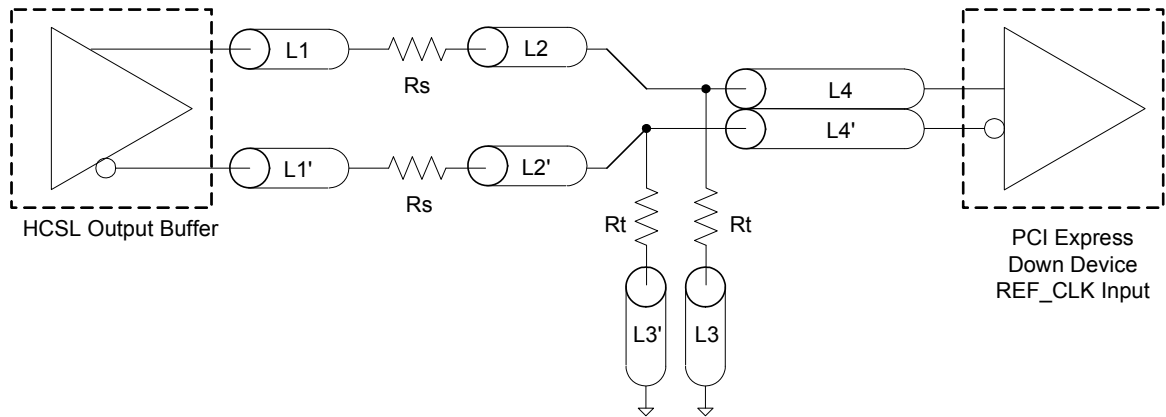 L1
Rs
L2
L4
L4'
L1'
Rs
L2'
HCSL Output Buffer
Rt
Rt
L3'
L3
PCI Express
Down Device
REF_CLK Input